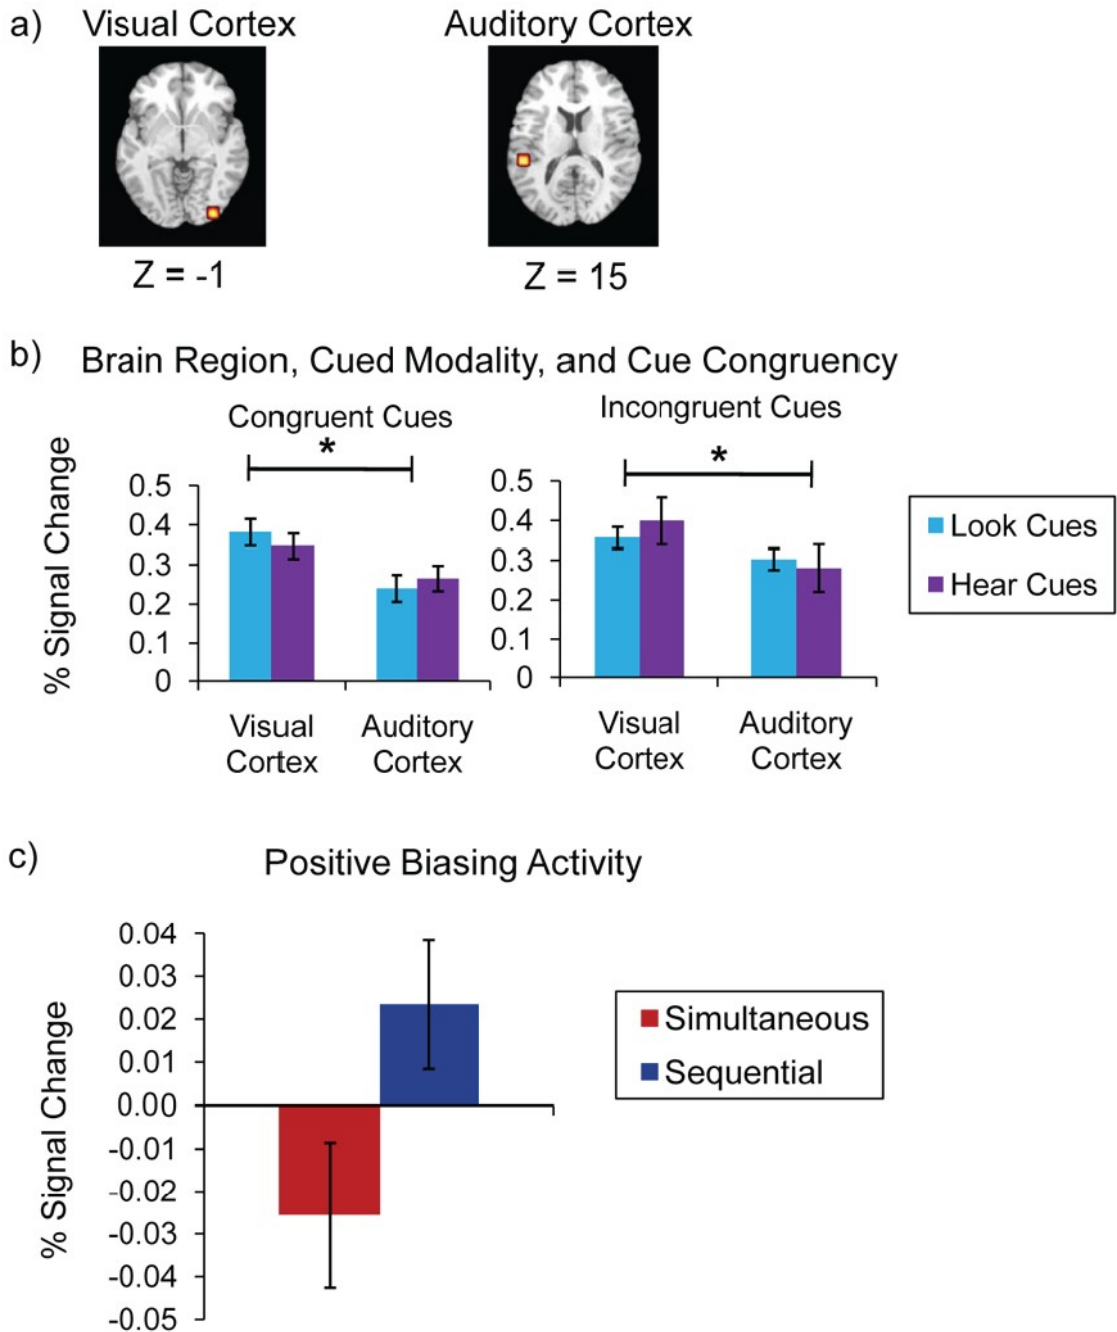 a) Visual Cortex Auditory Cortex
Z = -1 Z = 15
b) Brain Region, Cued Modality, and Cue Congruency
Congruent Cues Incongruent Cues
* *
% Signal Change
0.5
0.4
0.3
0.2
0.1
0
0.5
0.4
0.3
0.2
0.1
0
Look Cues
Hear Cues
Visual Auditory Visual Auditory
Cortex Cortex Cortex Cortex
c) Positive Biasing Activity
% Signal Change
0.04
0.03
0.02
0.01
0.00
-0.01
-0.02
-0.03
-0.04
-0.05
Simultaneous
Sequential